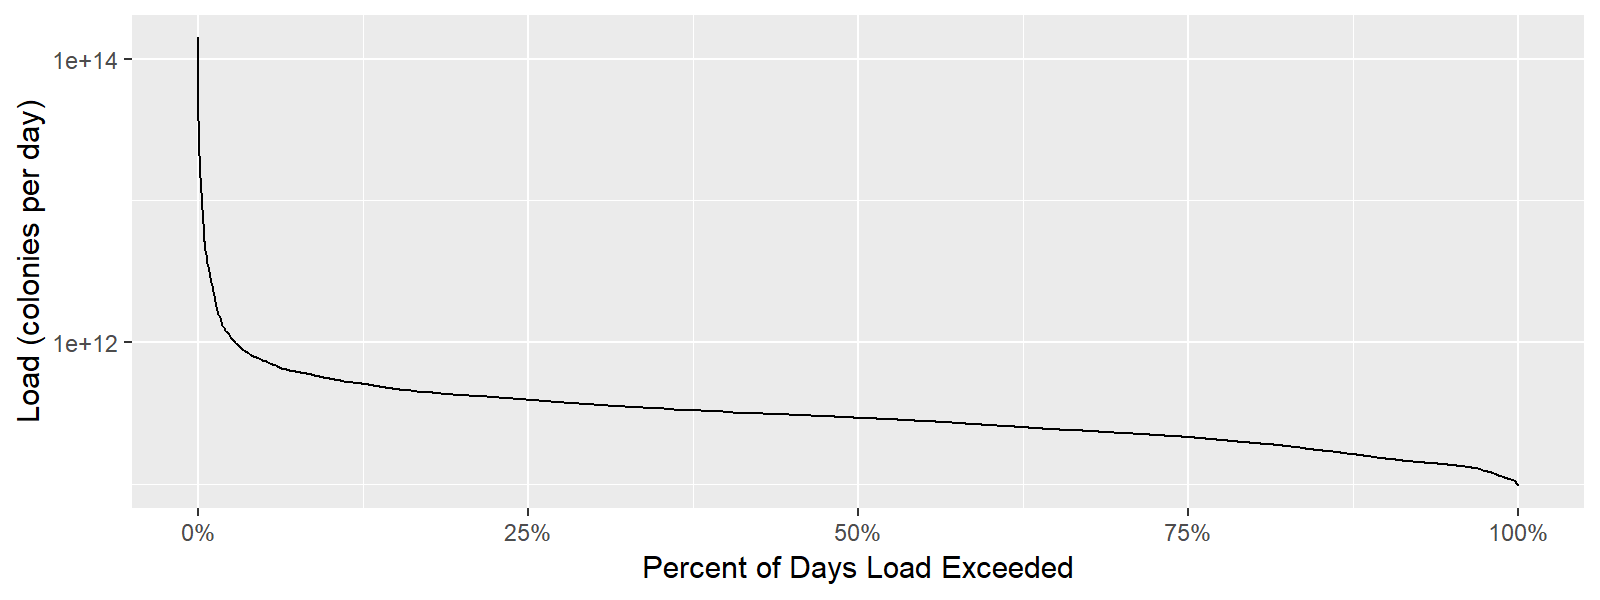 Load (colonies per day)
1e+14
1e+12
0% 25% 50% 75% 100%
Percent of Days Load Exceeded